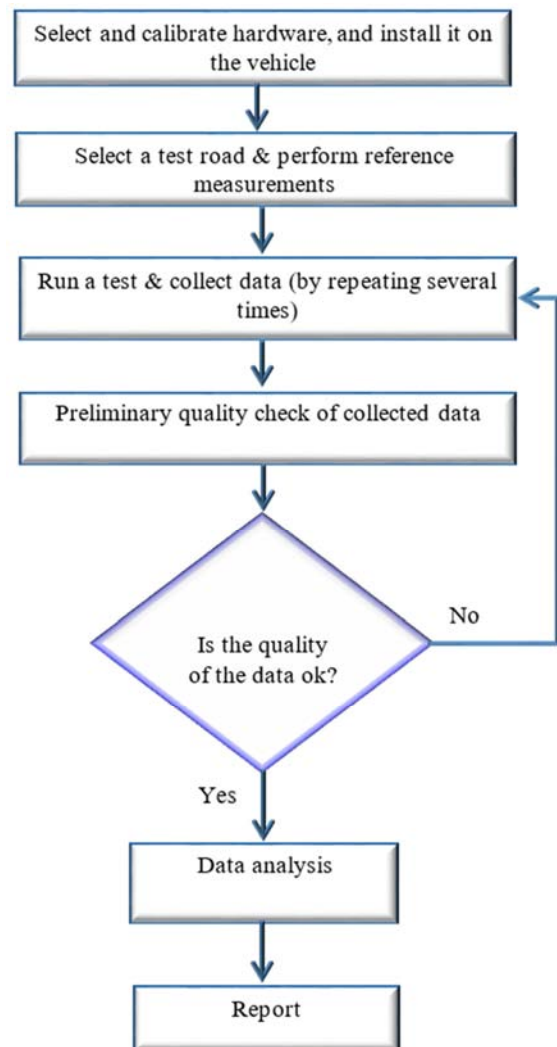 Select and calibrate hardware, and install it on
the vehicle
Select a test road & perform reference
measurements
Run a test & collect data (by repeating several
times)
Preliminary quality check of collected data
Is the quality
of the data ok?
No
Yes
Data analysis
Report